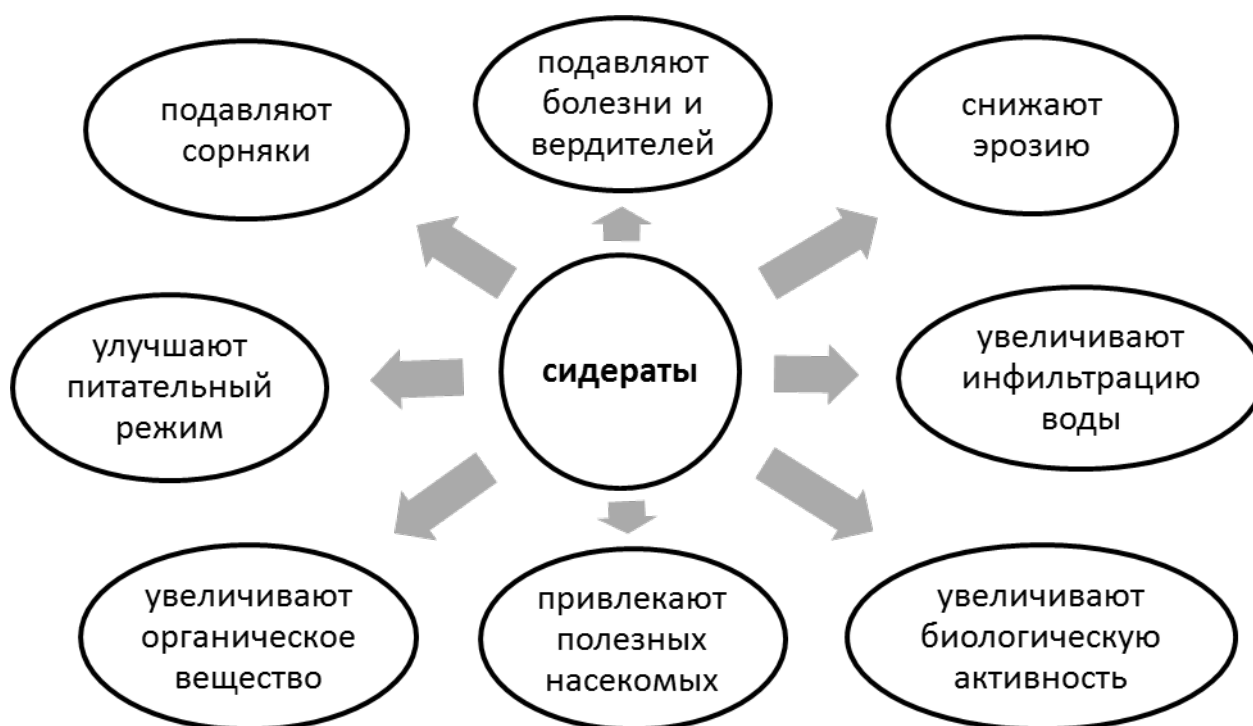 подавляют
сорняки
подавляют
болезни и
вердителей
снижают
эрозию
улучшают
питательный
режим
сидераты
увеличивают
инфильтрацию
воды
увеличивают
органическое
вещество
привлекают
полезных
насекомых
увеличивают
биологическую
активность